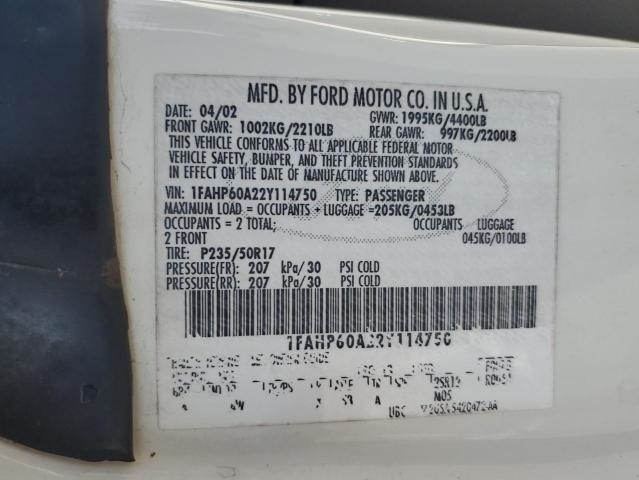 MFD. BY FORD MOTOR CO. IN U.S.A.
DATE: 04/02 GVWR: 1995KG/4400LB
FRONT GAWR: 1002KG/2210LB REAR GAWR: 997KG/2200LB
THIS VEHICLE CONFORMS TO ALL APPLICABLE FEDERAL MOTOR
VEHICLE SAFETY, BUMPER, AND THEFT PREVENTION STANDARDS
IN EFFECT ON THE DATE OF MANUFACTURE SHOWN ABOVE.
VIN: 1FAHP60A22Y114750 TYPE: PASSENGER
MAXIMUM LOAD = OCCUPANTS + LUGGAGE =205KG/0453LB
OCCUPANTS = 2 TOTAL; OCCUPANTS LUGGAGE
2 FRONT 045KG/0100LB
TIRE: P235/50R17
PRESSURE(FR) 207 kPa/30 PSI COLD
PRESSURE(RR) 207 kPa/30 PSI COLD
1FAHP60A22Y114750
MOS
UBC